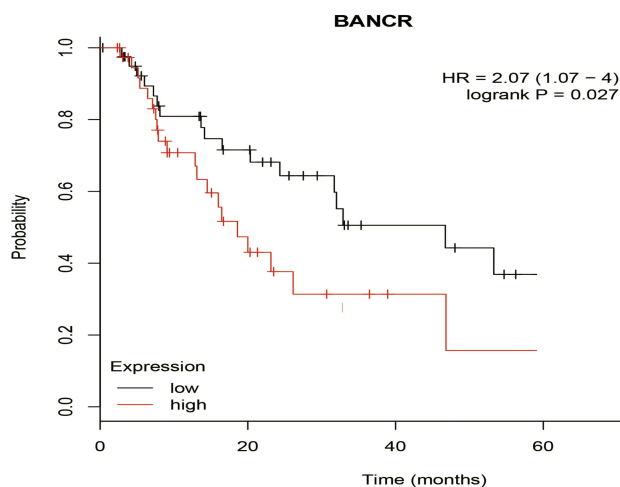 BANCR
HR = 2.07 (1.07 − 4)
logrank P = 0.027
Probability
1.0
0.8
0.6
0.4
0.2
0.0
Expression
low
high
0
20
40
60
Time (months)